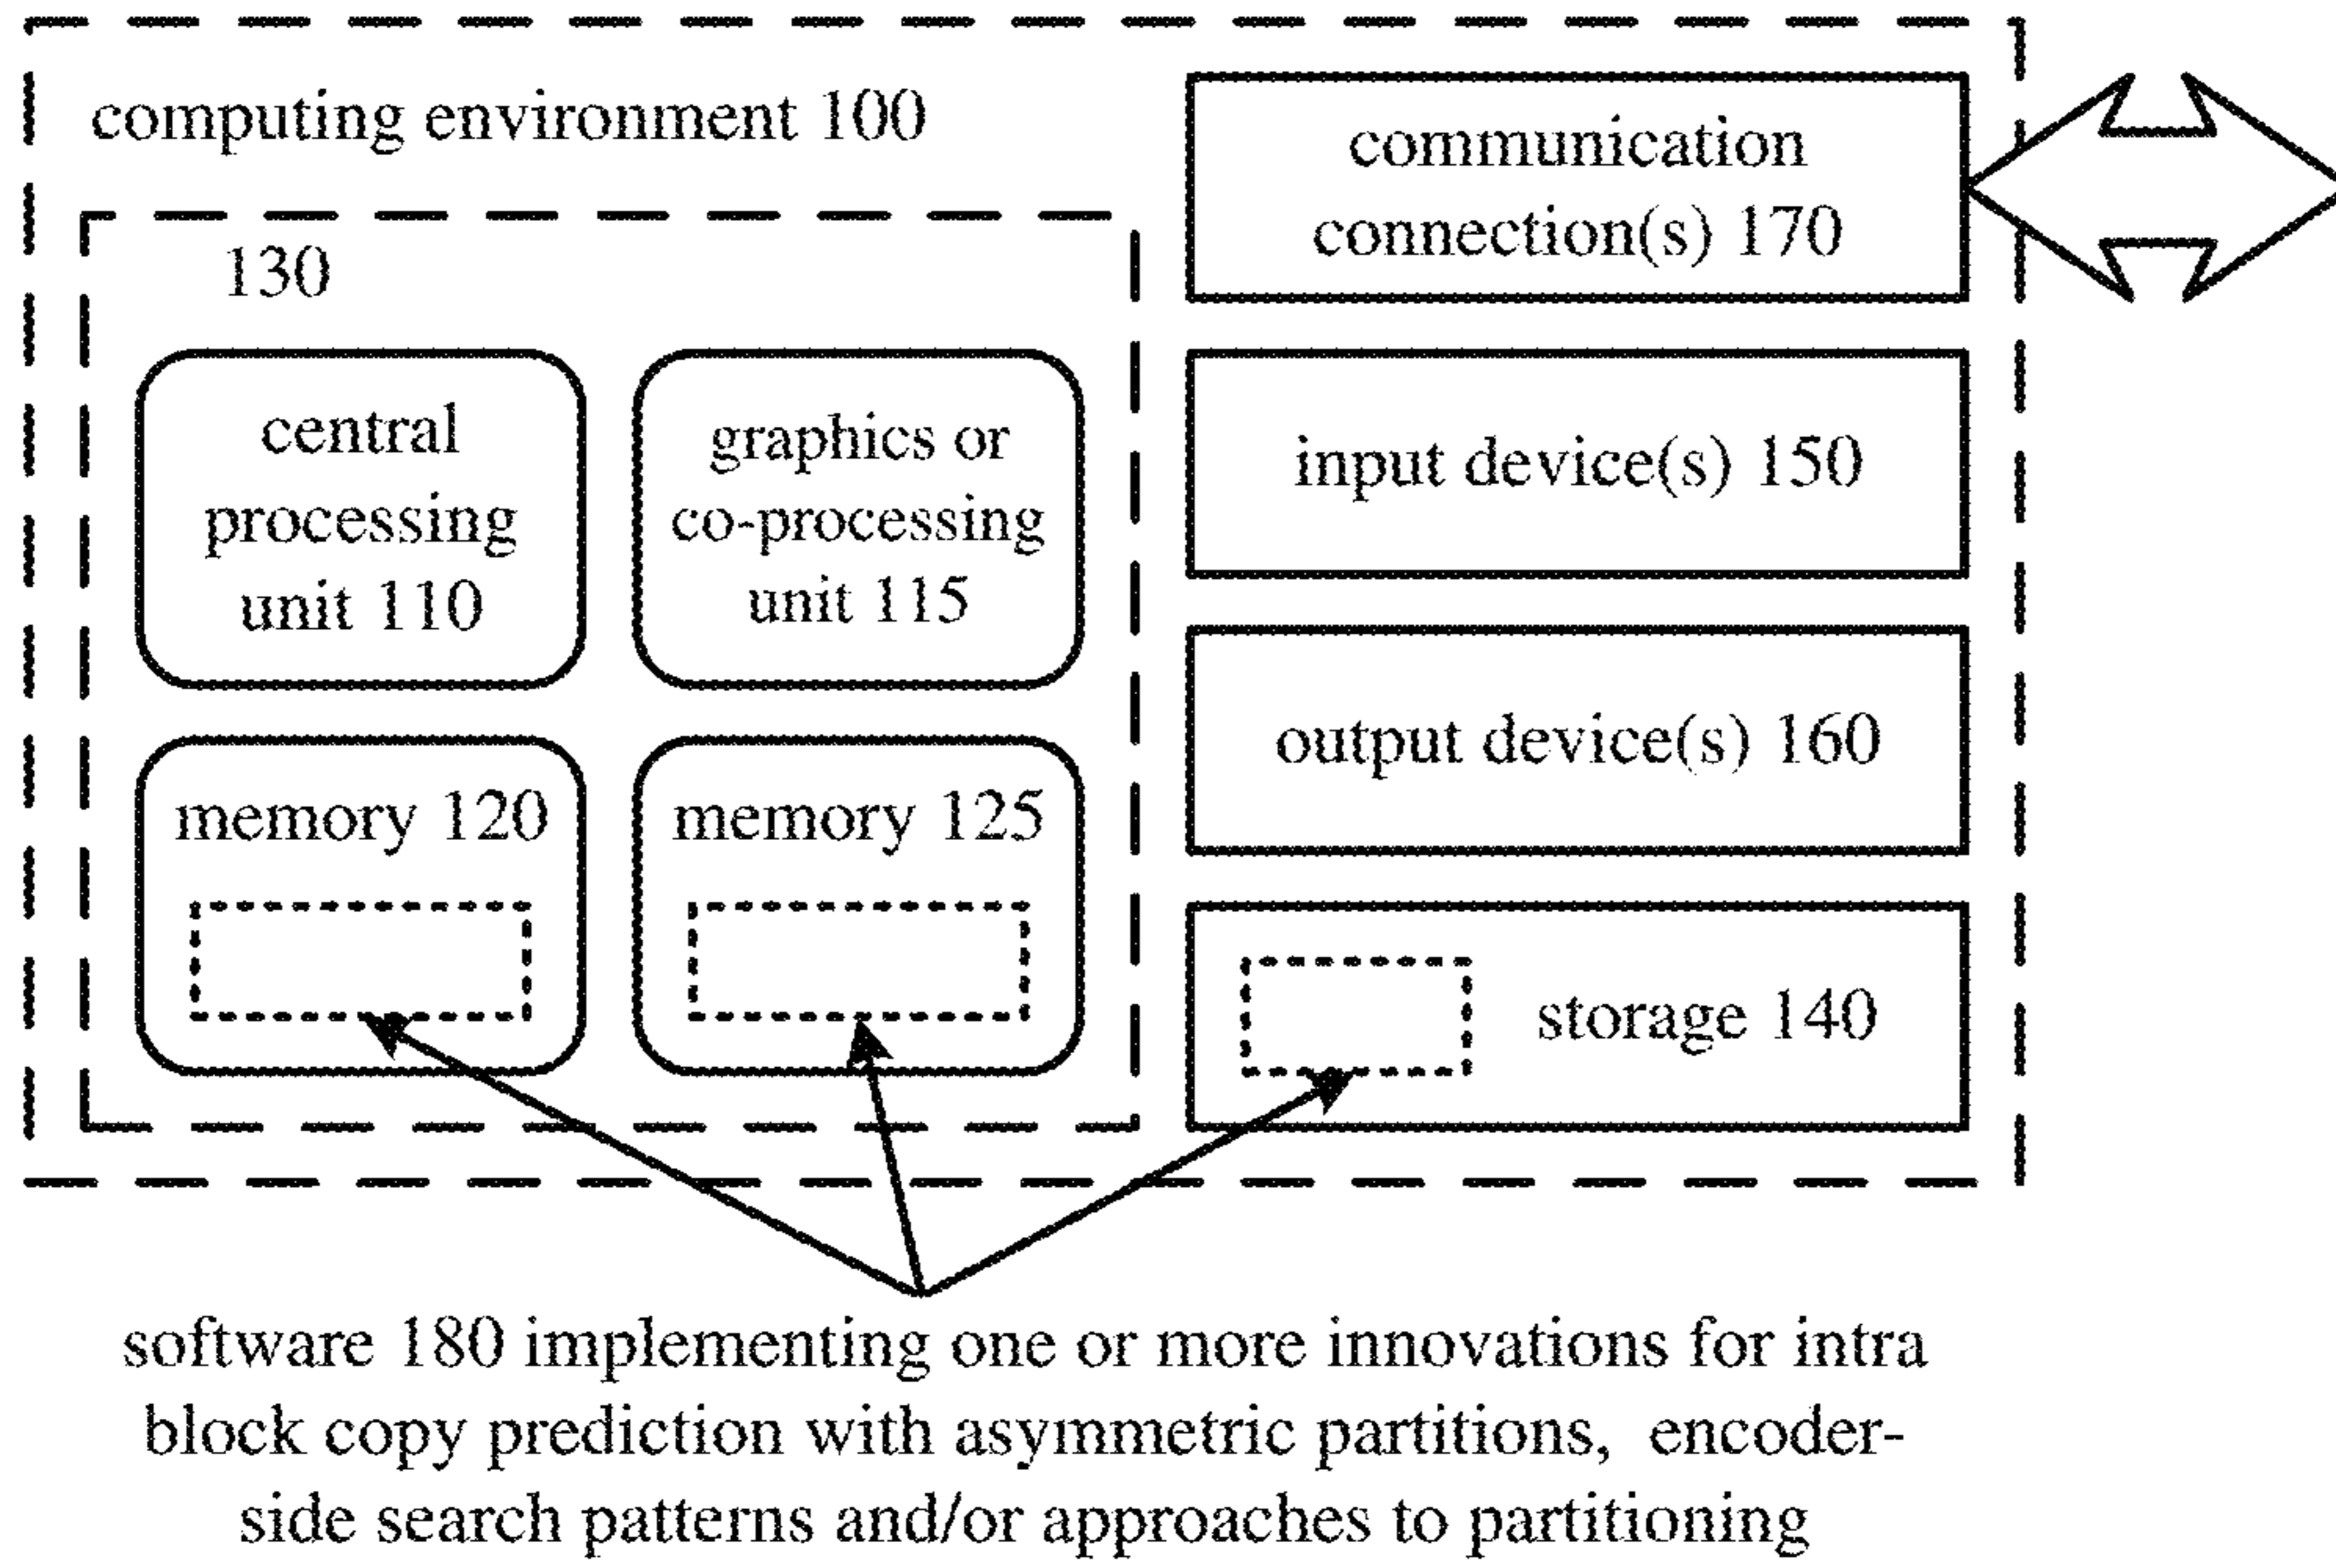 computing environment 100
130
central
processing
unit 110
graphics or
co-processing
unit 115
memory 120
memory 125
communication
connection(s) 170
input device(s) 150
output device(s) 160
storage 140
software 180 implementing one or more innovations for intra
block copy prediction with asymmetric partitions, encoder-
side search patterns and/or approaches to partitioning